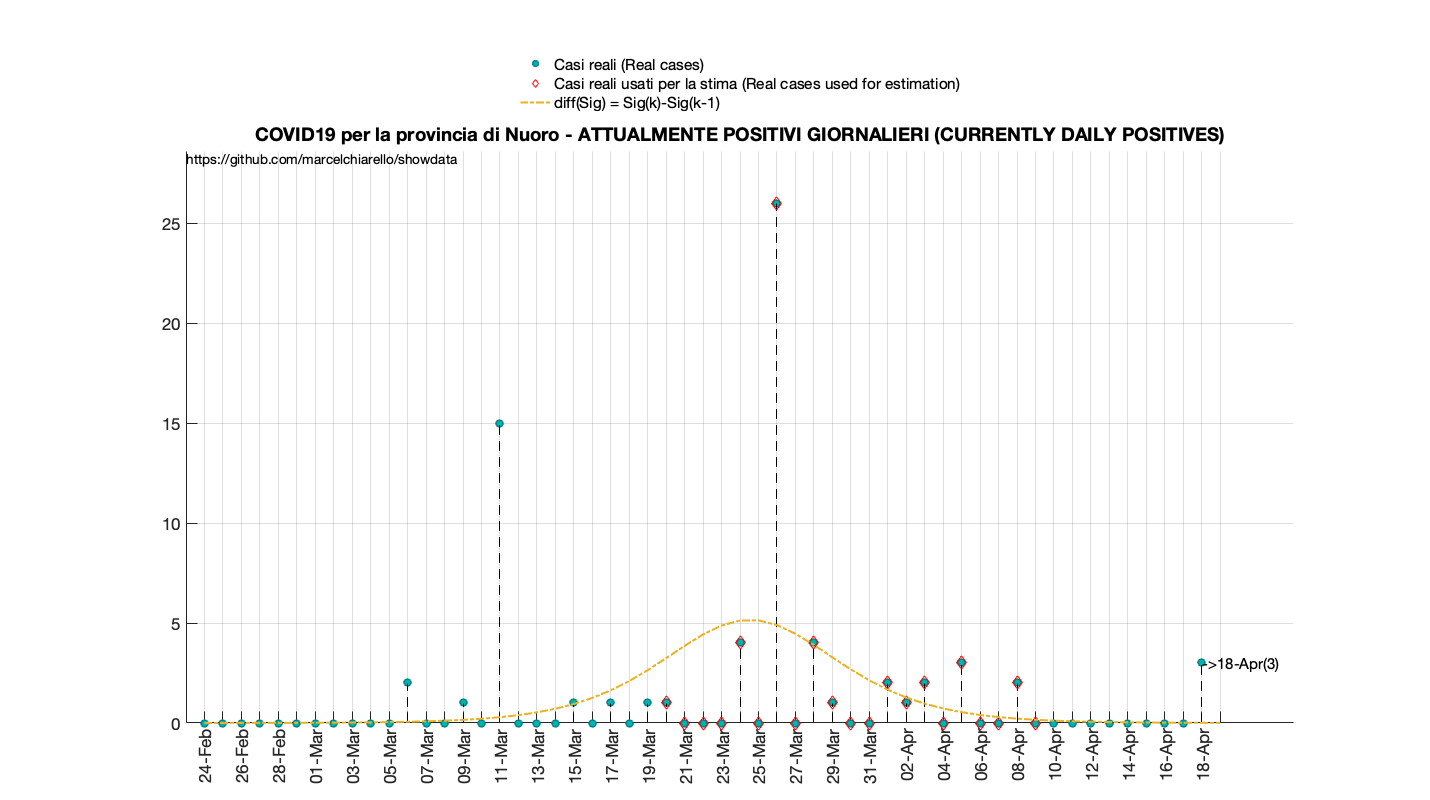 Casi reali (Real cases)
Casi reali usati per la stima (Real cases used for estimation)
diff(Sig) = Sig(k)-Sig(k-1)
COVID19 per la provincia di Nuoro - ATTUALMENTE POSITIVI GIORNALIERI (CURRENTLY DAILY POSITIVES)
https://github.com/marcelchiarello/showdata
25
20
15
10
5
0
->18-Apr(3)
24-Feb
26-Feb
28-Feb
01-Mar
03-Mar
05-Mar
07-Mar
09-Mar
11-Mar
13-Mar
15-Mar
17-Mar
19-Mar
21-Mar
23-Mar
25-Mar
27-Mar
29-Mar
31-Mar
02-Apr
04-Apr
06-Apr
08-Apr
10-Apr
12-Apr
14-Apr
16-Apr
18-Apr